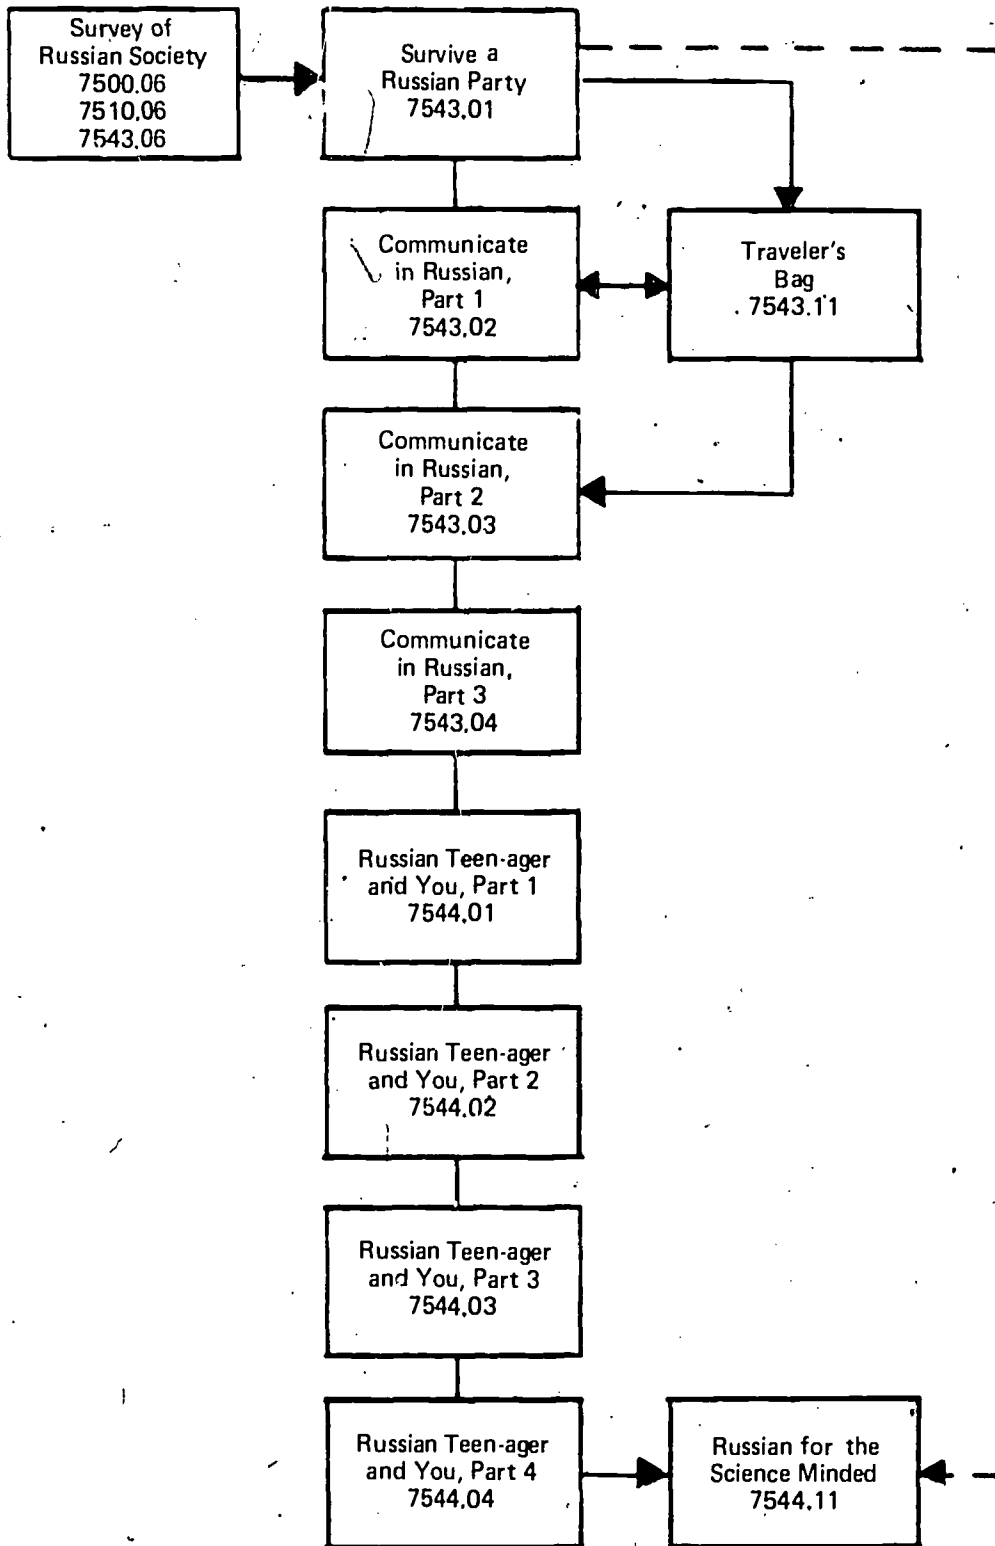 Survey of
Russian Society
7500.06
7510.06
7543.06
Survive a
Russian Party
7543.01
Communicate
in Russian,
Part 1
7543.02
Traveler's
Bag
7543.11
Communicate
in Russian,
Part 2
7543.03
Communicate
in Russian,
Part 3
7543.04
Russian Teen-ager
and You, Part 1
7544.01
Russian Teen-ager
and You, Part 2
7544.02
Russian Teen-ager
and You, Part 3
7544.03
Russian Teen-ager
and You, Part 4
7544.04
Russian for the
Science Minded
7544.11